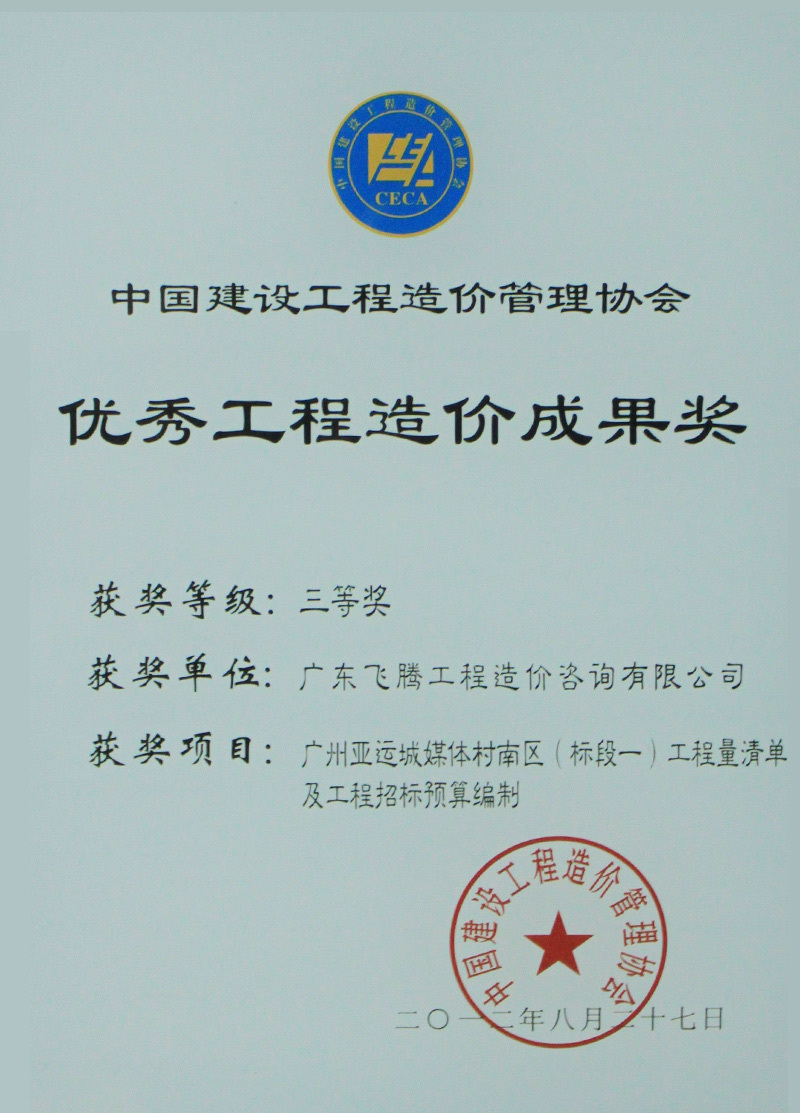 中国建设工程造价管理协会
CECA
中国建设工程造价管理协会
优秀工程造价成果奖
获奖等级：三等奖
获奖单位：广东飞腾工程造价咨询有限公司
获奖项目：广州亚运城媒体村南区（标段一）工程量清单
及工程招标预算编制
中国建设工程造价管理协会
二〇一二年八月二十七日